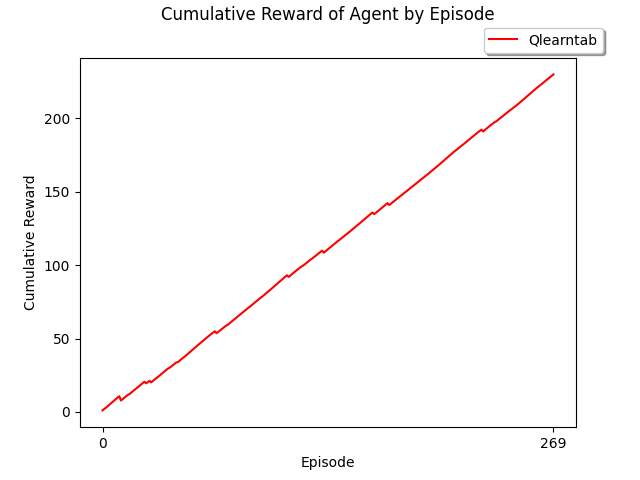 Cumulative Reward of Agent by Episode
Qlearntab
200
150
100
50
0
Cumulative Reward
0 269
Episode